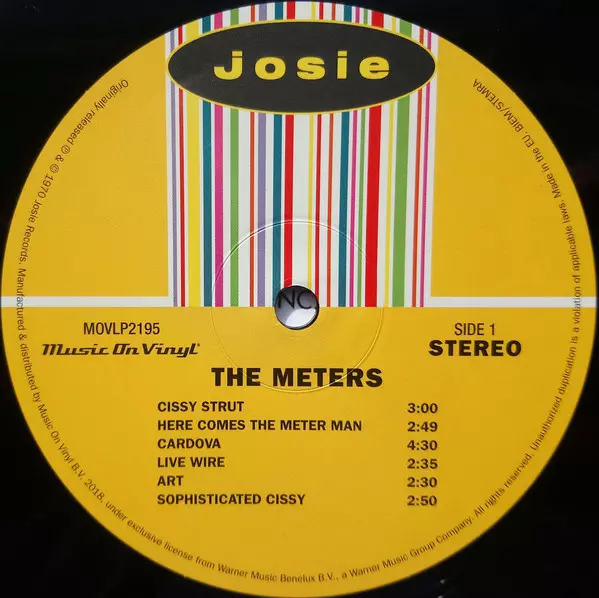 Josie
NC.
MOVLP2195
Music On Vinyl®
SIDE 1
STEREO
THE METERS
CISSY STRUT 3:00
HERE COMES THE METER MAN 2:49
CARDOVA 4:30
LIVE WIRE 2:35
ART 2:30
SOPHISTICATED CISSY 2:50
Originally released ℗ & © 1970 Josie Records. Manufactured & distributed by Music On Vinyl B.V. 2018, under exclusive license from Warner Music Benelux B.V., a Warner Music Group Company. All rights reserved. Unauthorized duplication is a violation of applicable laws. Made in the EU. BIEM/STEMRA